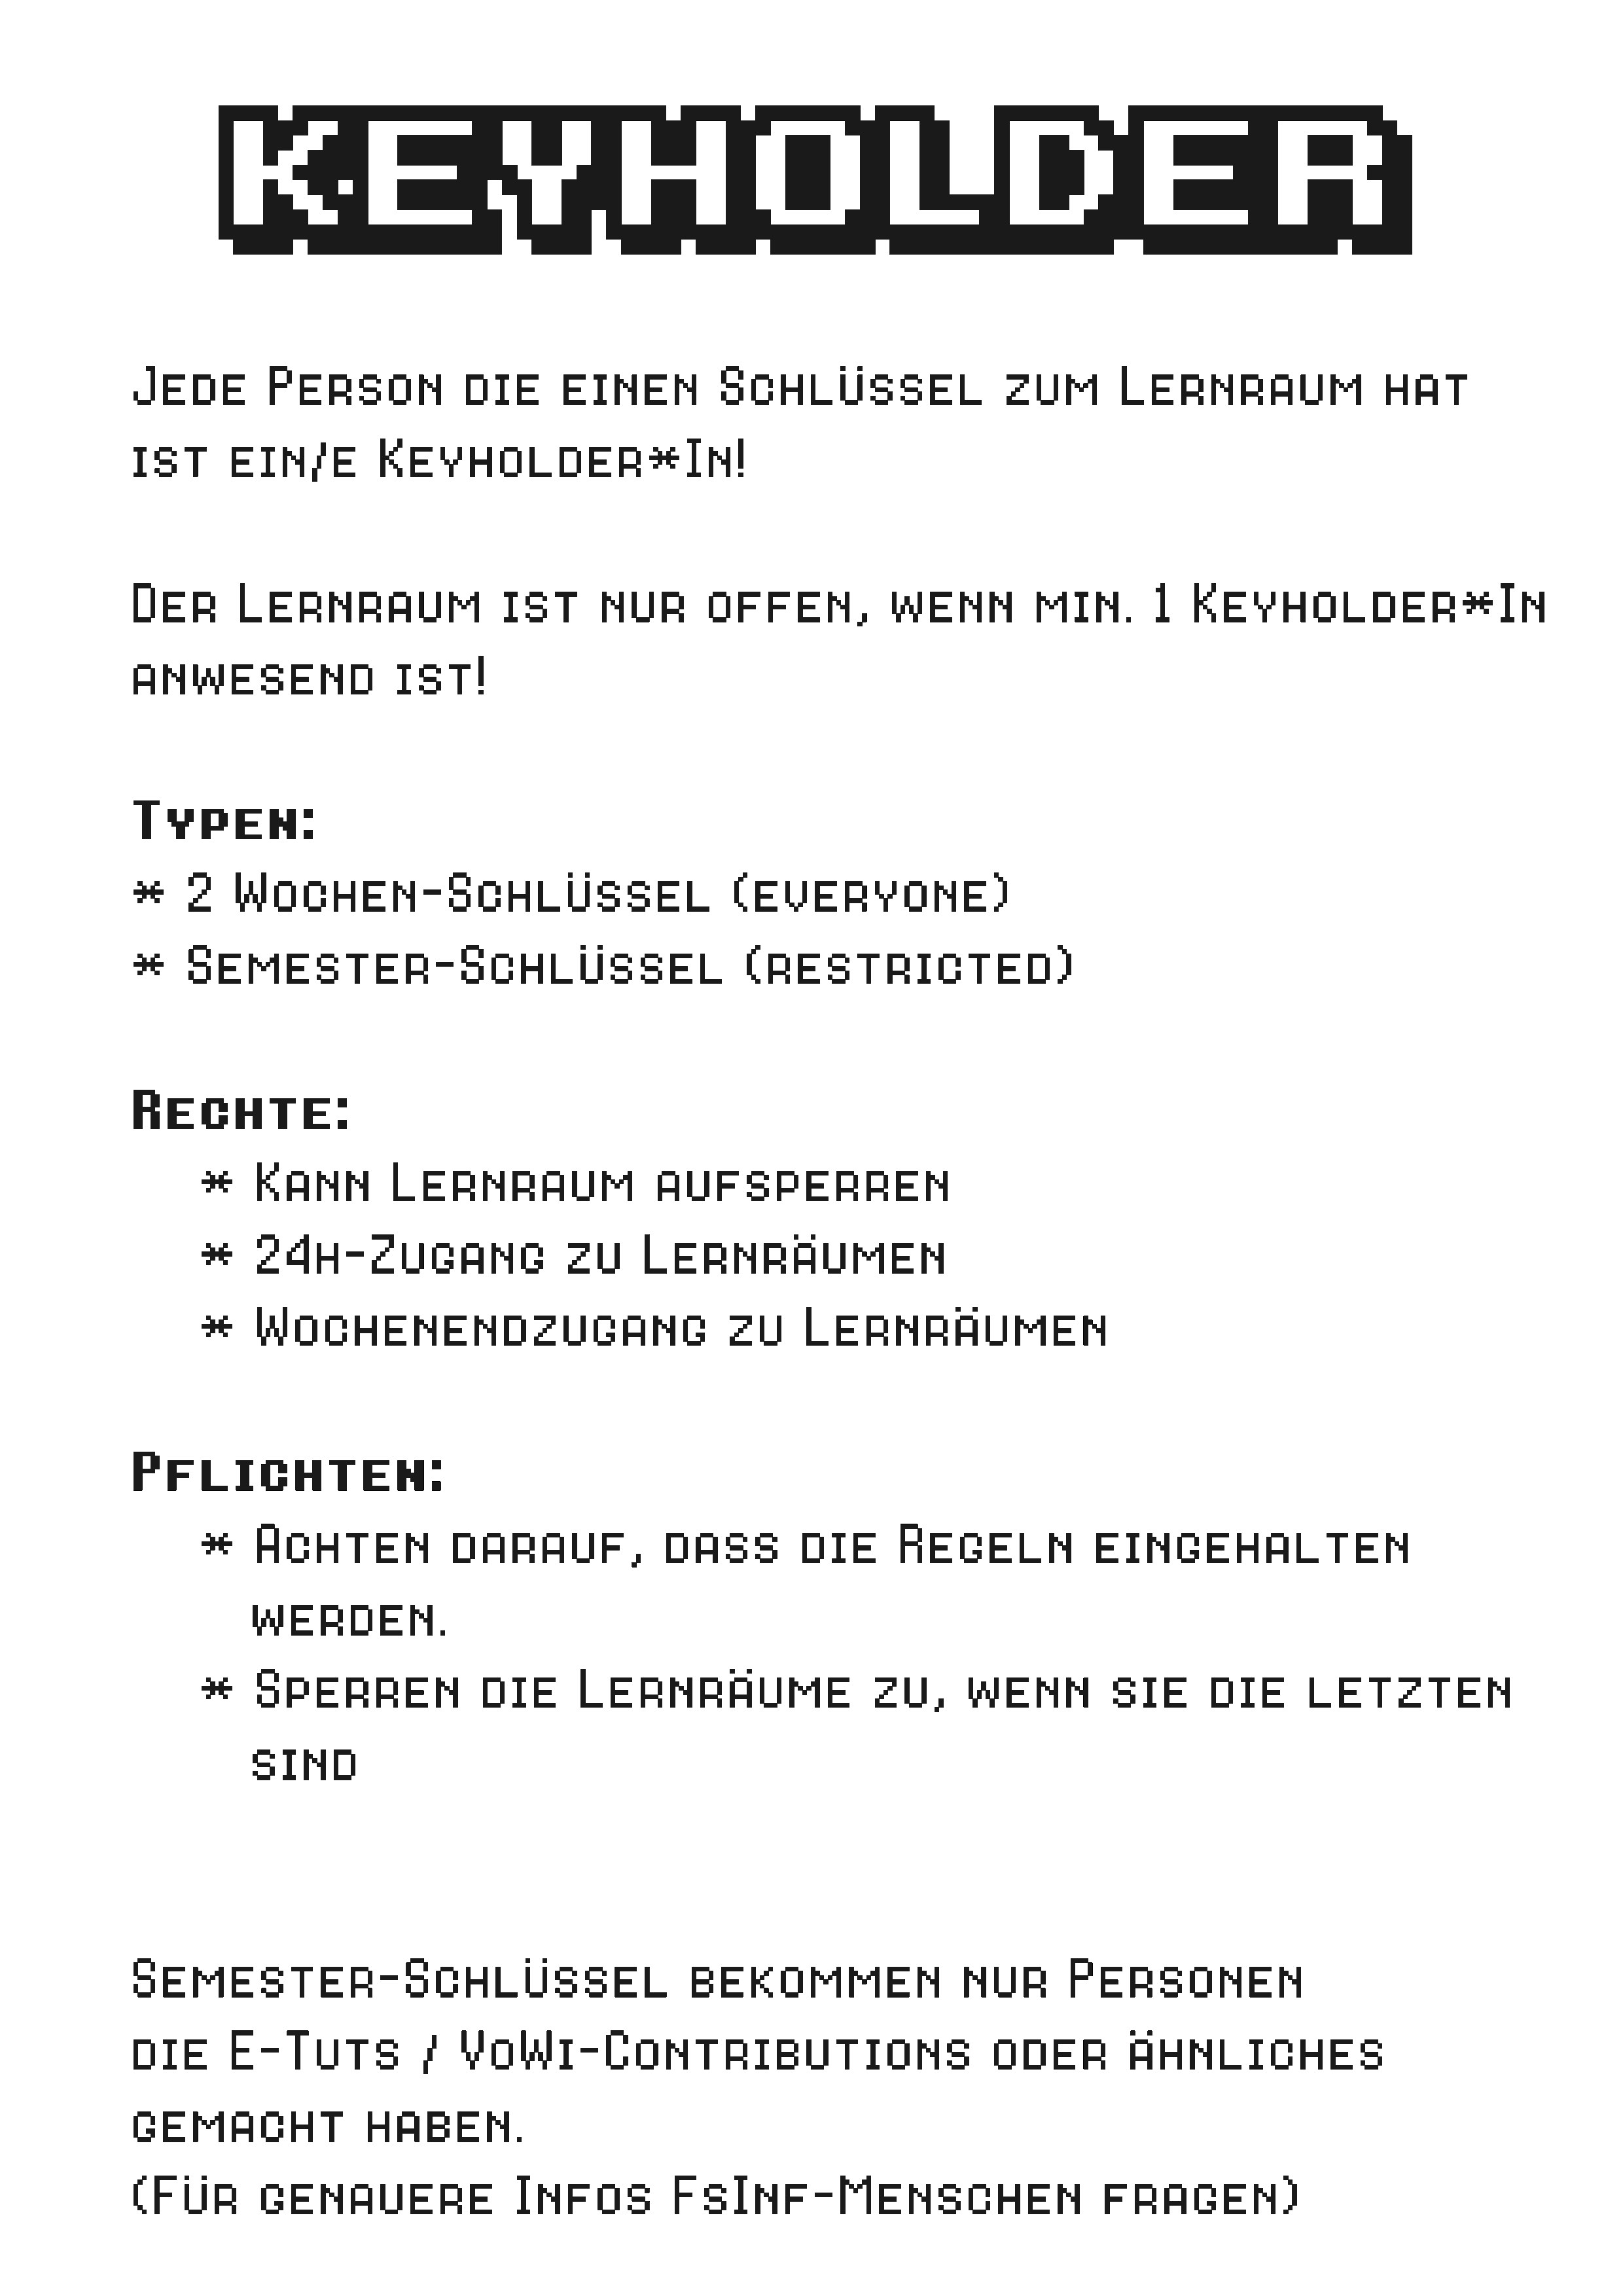 KEYHOLDER
Jede Person die einen Schlüssel zum Lernraum hat
ist ein/e Keyholder*In!
Der Lernraum ist nur offen, wenn min. 1 Keyholder*In
anwesend ist!
Typen:
* 2 Wochen-Schlüssel (everyone)
* Semester-Schlüssel (restricted)
Rechte:
* Kann Lernraum aufsperren
* 24h-Zugang zu Lernräumen
* Wochenendzugang zu Lernräumen
Pflichten:
* Achten darauf, dass die Regeln eingehalten
werden.
* Sperren die Lernräume zu, wenn sie die letzten
sind
Semester-Schlüssel bekommen nur Personen
die E-Tuts / VoWi-Contributions oder ähnliches
gemacht haben.
(Für genauere Infos FsInf-Menschen fragen)